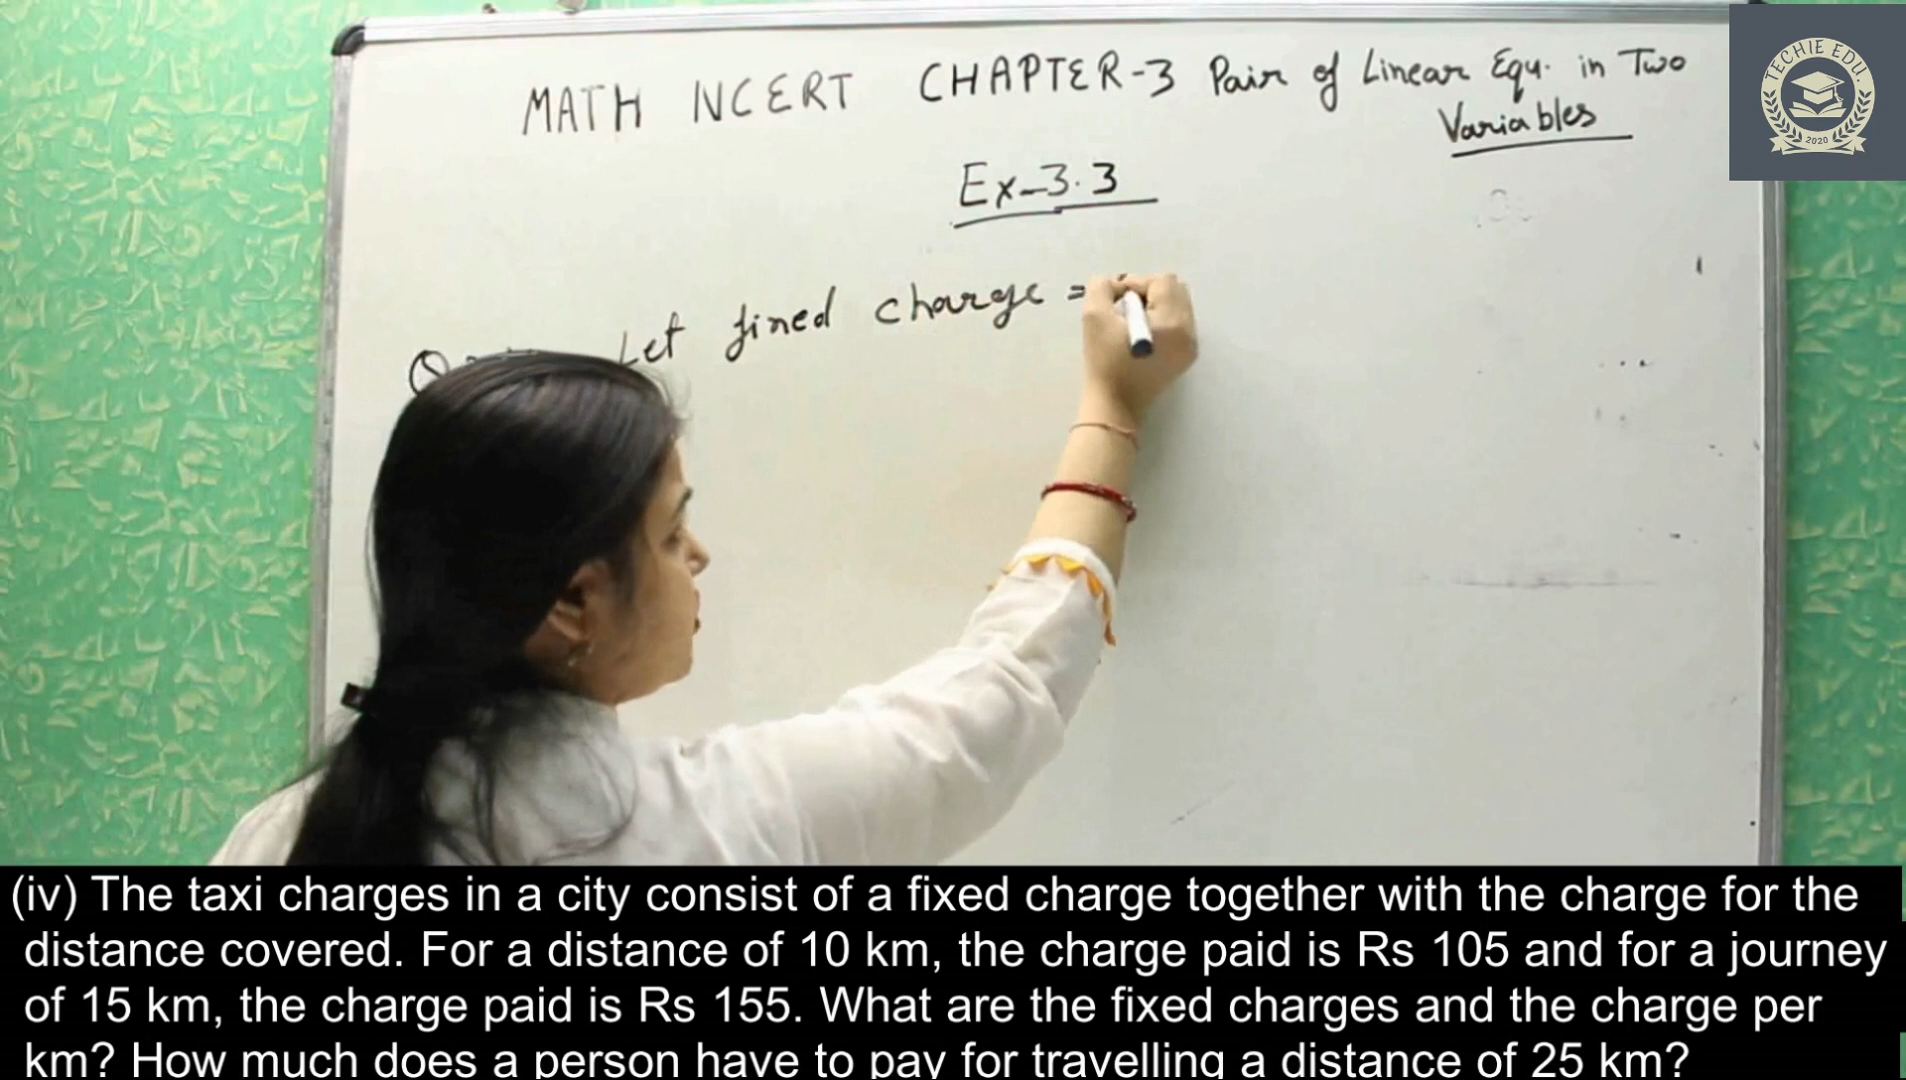 MATH NCERT CHAPTER-3 Pair of Linear Equ. in Two
Variables
Ex-3.3
Let fixed charge =
TECHIE EDU.
2020
(iv) The taxi charges in a city consist of a fixed charge together with the charge for the
distance covered. For a distance of 10 km, the charge paid is Rs 105 and for a journey
of 15 km, the charge paid is Rs 155. What are the fixed charges and the charge per
km? How much does a person have to pay for travelling a distance of 25 km?